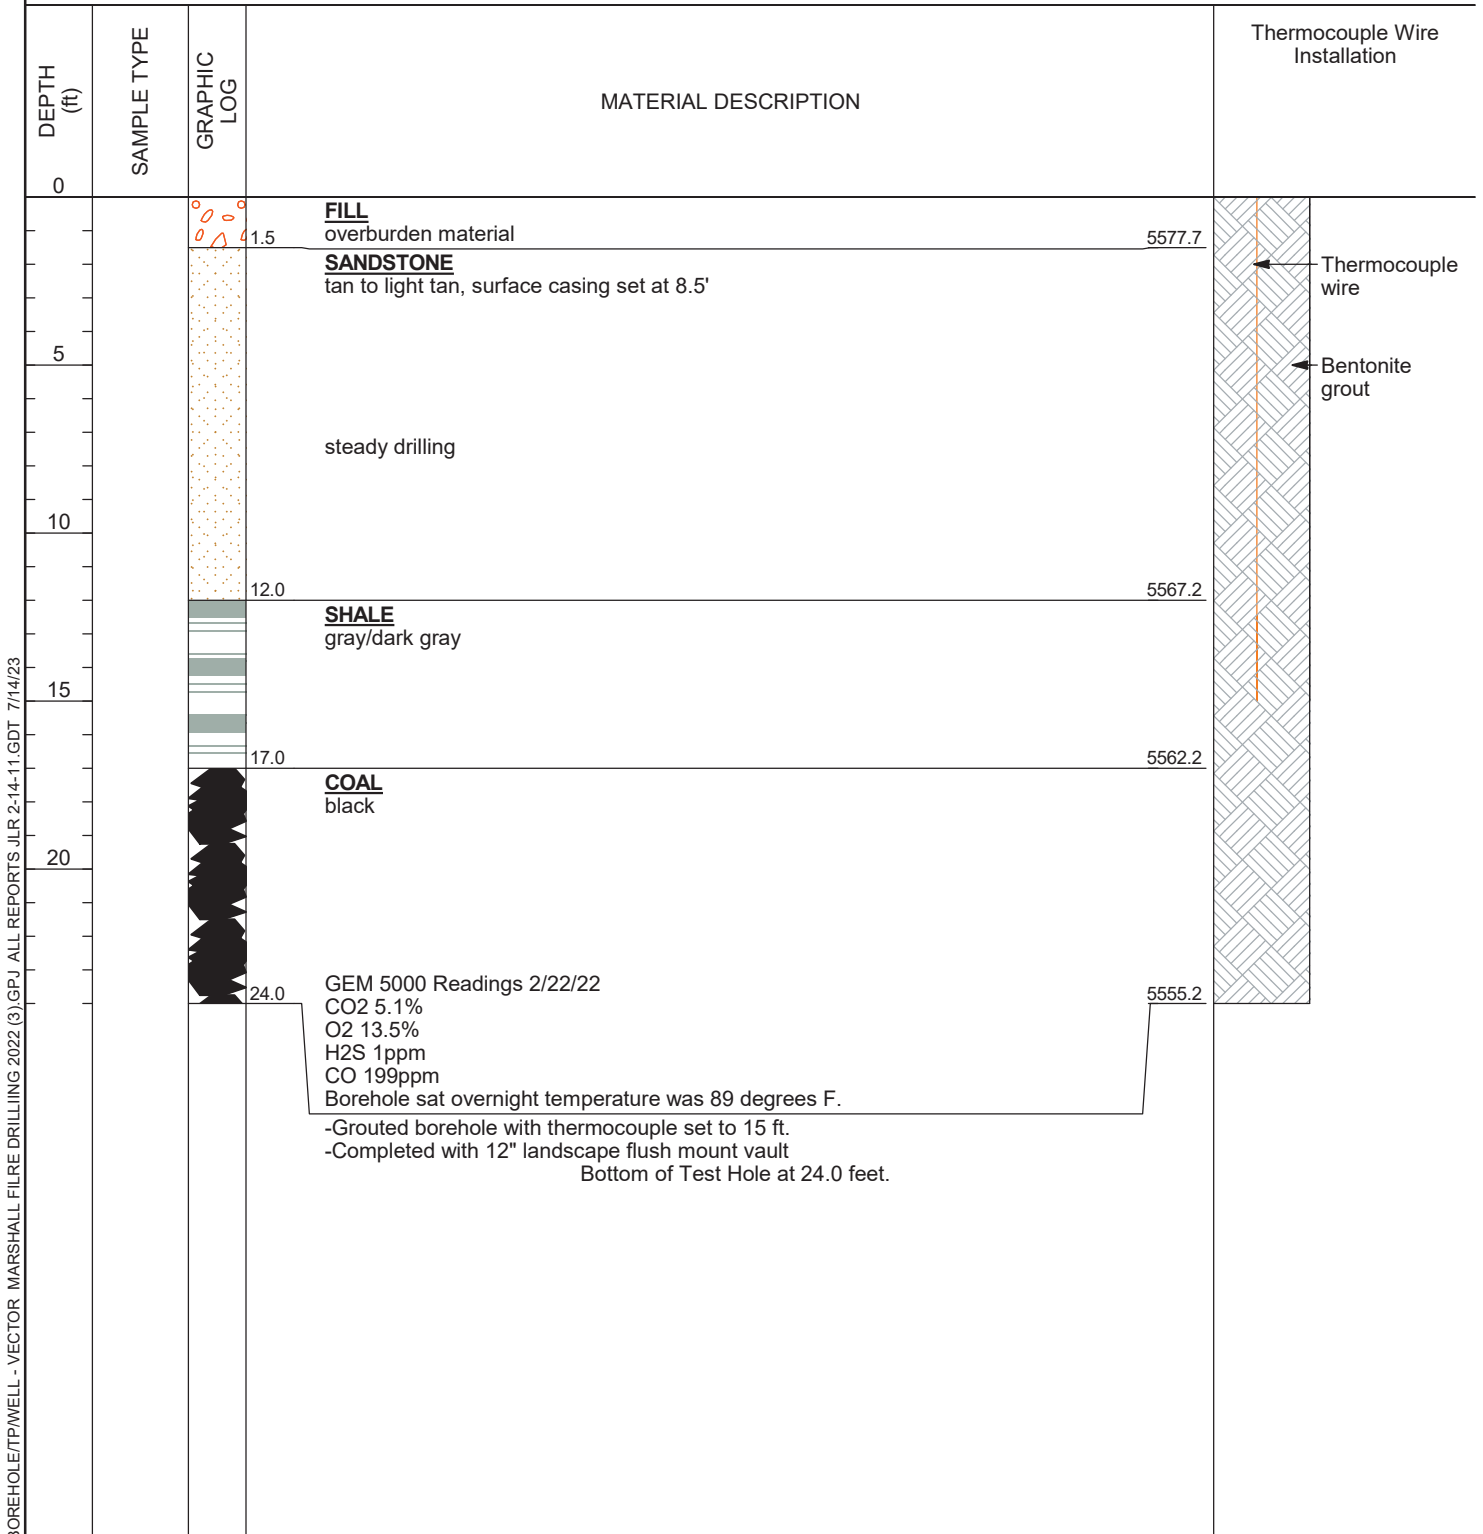 DEPTH
(ft)
SAMPLE TYPE
GRAPHIC
LOG
MATERIAL DESCRIPTION
Thermocouple Wire
Installation
0
FILL
overburden material
1.5
5577.7
SANDSTONE
tan to light tan, surface casing set at 8.5'
Thermocouple
wire
5
Bentonite
grout
steady drilling
10
12.0
5567.2
SHALE
gray/dark gray
15
17.0
5562.2
COAL
black
20
24.0
5555.2
GEM 5000 Readings 2/22/22
CO2 5.1%
O2 13.5%
H2S 1ppm
CO 199ppm
Borehole sat overnight temperature was 89 degrees F.
-Grouted borehole with thermocouple set to 15 ft.
-Completed with 12" landscape flush mount vault
Bottom of Test Hole at 24.0 feet.
BOREHOLE/TP/WELL - VECTOR MARSHALL FILRE DRILLIING 2022 (3).GPJ ALL REPORTS JLR 2-14-11.GDT 7/14/23